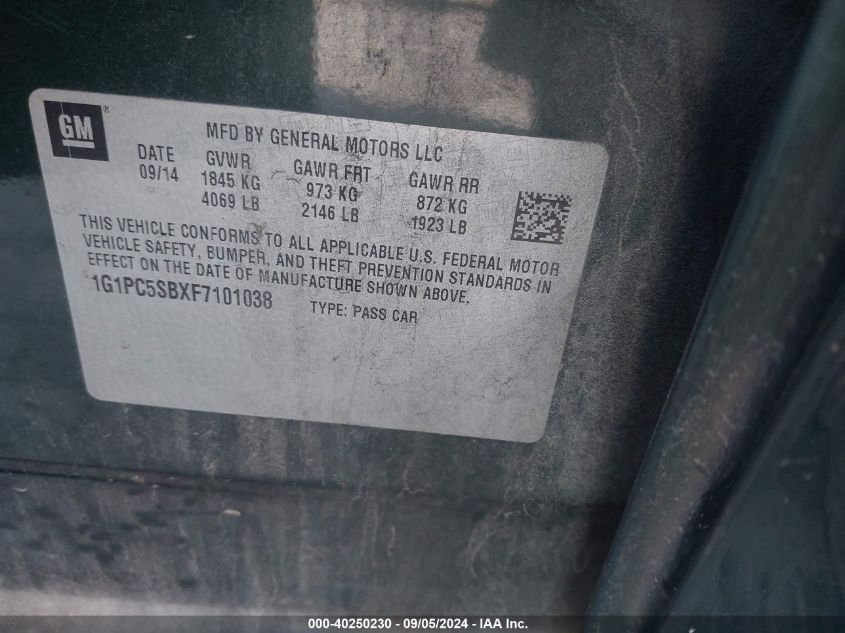 GM®
MFD BY GENERAL MOTORS LLC
DATE GVWR GAWR FRT GAWR RR
09/14 1845 KG 973 KG 872 KG
4069 LB 2146 LB 1923 LB
THIS VEHICLE CONFORMS TO ALL APPLICABLE U.S. FEDERAL MOTOR
VEHICLE SAFETY, BUMPER, AND THEFT PREVENTION STANDARDS IN
EFFECT ON THE DATE OF MANUFACTURE SHOWN ABOVE.
1G1PC5SBXF7101038 TYPE: PASS CAR
000-40250230 - 09/05/2024 - IAA Inc.